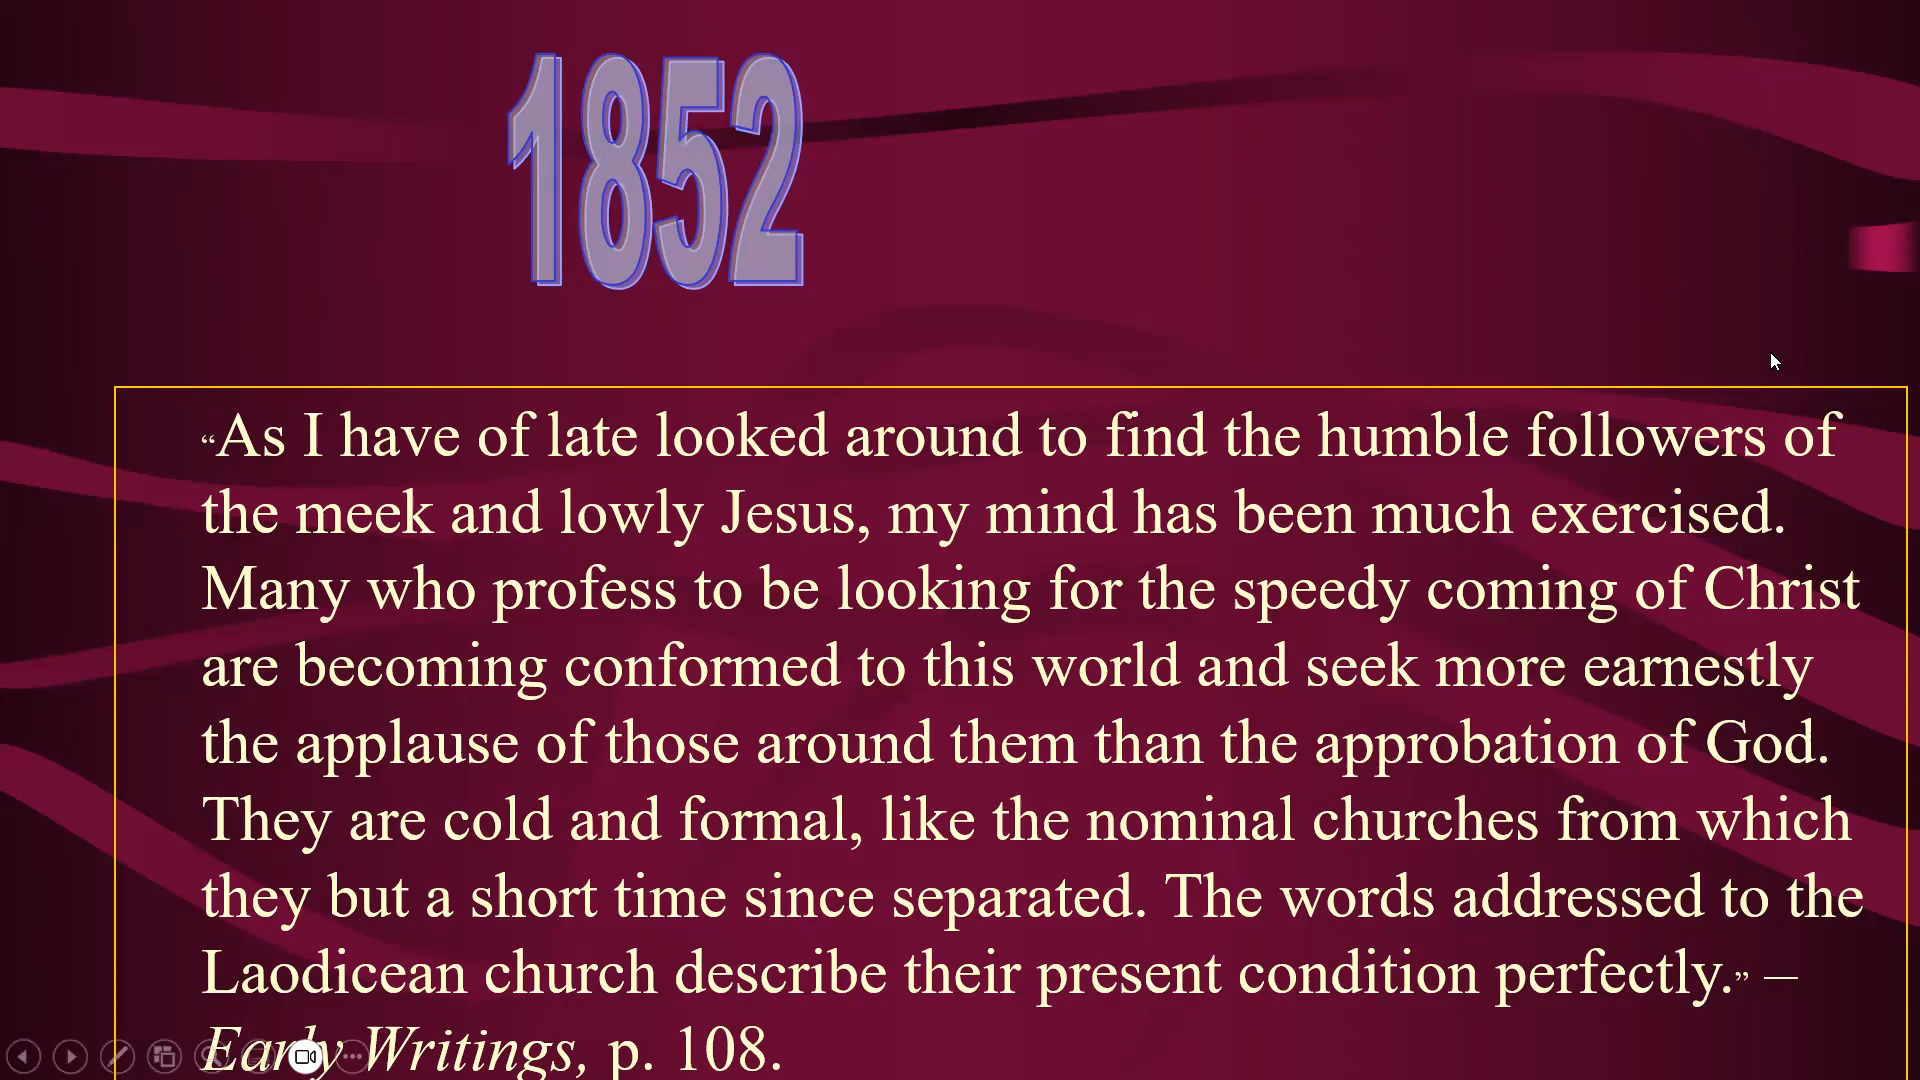 1852
“As I have of late looked around to find the humble followers of
the meek and lowly Jesus, my mind has been much exercised.
Many who profess to be looking for the speedy coming of Christ
are becoming conformed to this world and seek more earnestly
the applause of those around them than the approbation of God.
They are cold and formal, like the nominal churches from which
they but a short time since separated. The words addressed to the
Laodicean church describe their present condition perfectly.” –
Early Writings, p. 108.